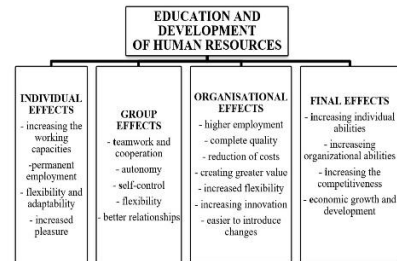 EDUCATION AND
DEVELOPMENT
OF HUMAN RESOURCES
INDIVIDUAL
EFFECTS
- increasing the
working
capacities
-permanent
employment
- flexibility and
adaptability
- increased
pleasure
GROUP
EFFECTS
- teamwork and
cooperation
- autonomy
- self-control
- flexibility
- better relationships
ORGANISATIONAL
EFFECTS
- higher employment
- complete quality
- reduction of costs
- creating greater value
- increased flexibility
- increasing innovation
- easier to introduce
changes
FINAL EFFECTS
- increasing individual
abilities
- increasing
organizational abilities
- increasing the
competitiveness
- economic growth and
development